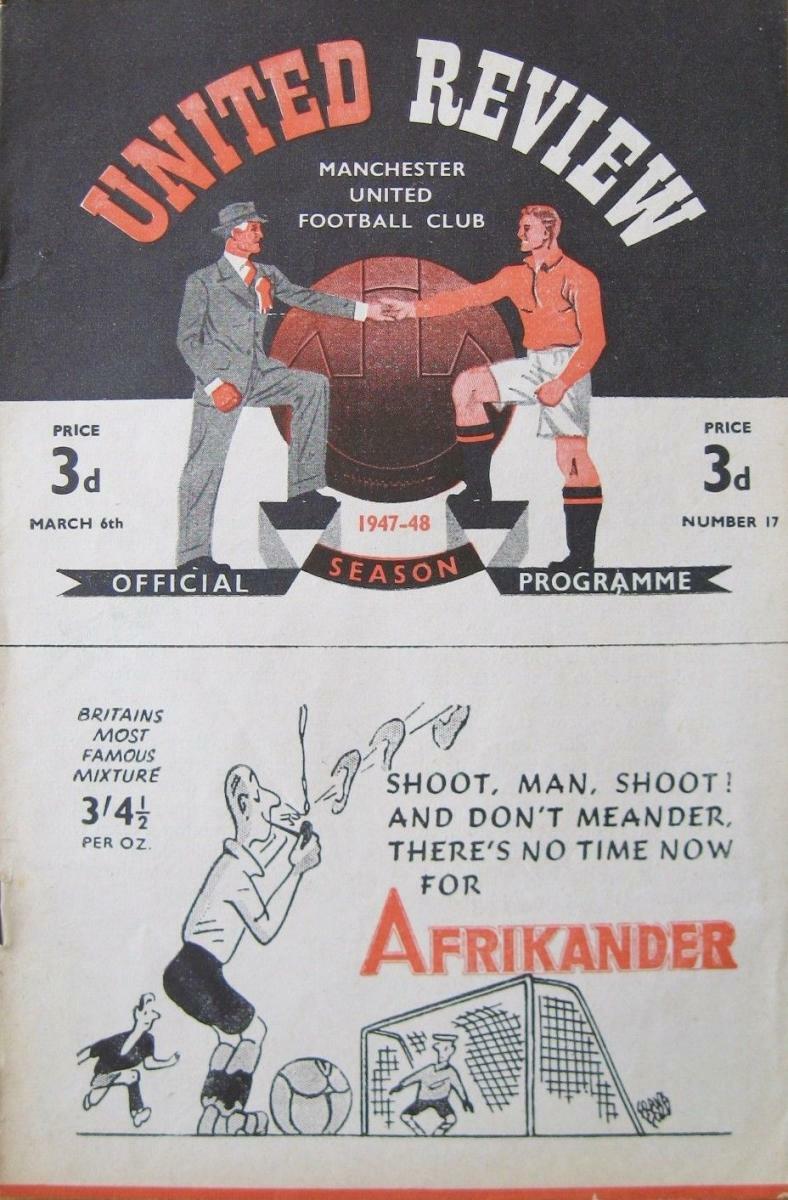 UNITED REVIEW
MANCHESTER
UNITED
FOOTBALL CLUB
PRICE
3d
MARCH 6th
PRICE
3d
NUMBER 17
1947-48
OFFICIAL SEASON PROGRAMME
BRITAINS
MOST
FAMOUS
MIXTURE
3/4½
PER OZ.
SHOOT, MAN, SHOOT!
AND DON'T MEANDER,
THERE'S NO TIME NOW
FOR
AFRIKANDER